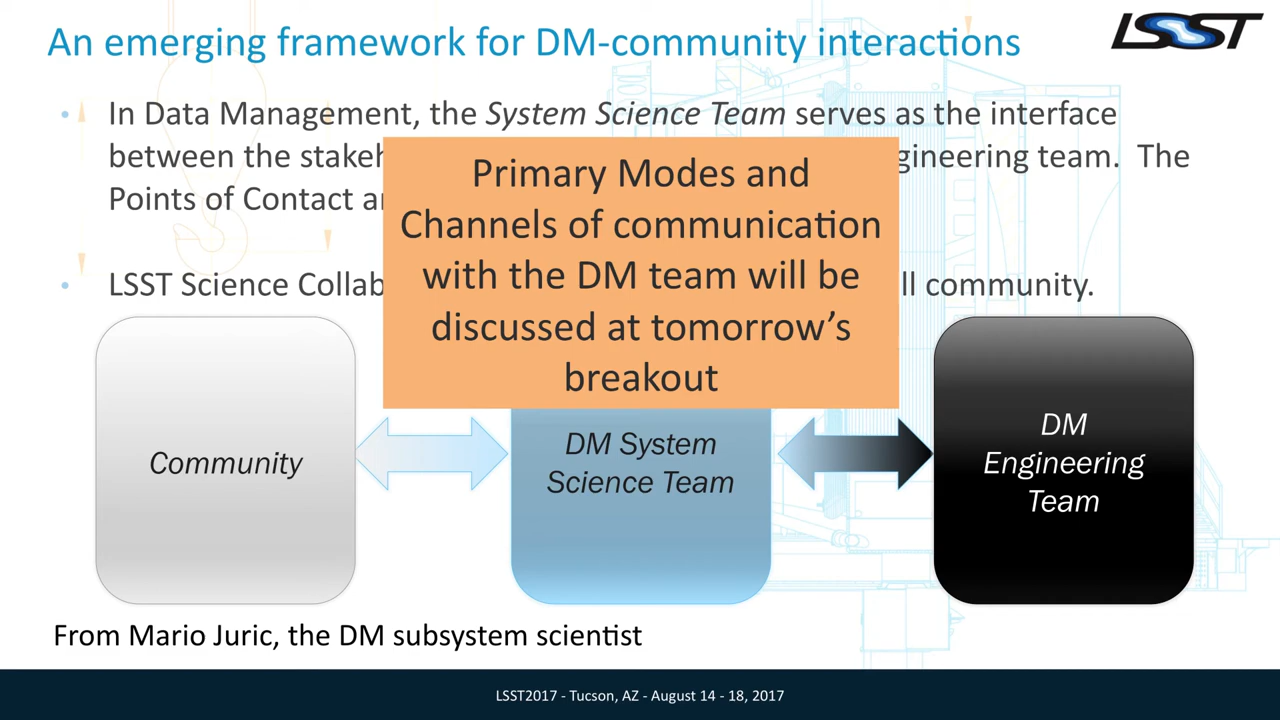 An emerging framework for DM-community interactions
LSST
• In Data Management, the System Science Team serves as the interface
between the gineering team. The
Points of Contact
• LSST Science ll community.
Primary Modes and
Channels of communication
with the DM team will be
discussed at tomorrow's
breakout
Community
DM System
Science Team
DM
Engineering
Team
From Mario Juric, the DM subsystem scientist
LSST2017 - Tucson, AZ - August 14 - 18, 2017